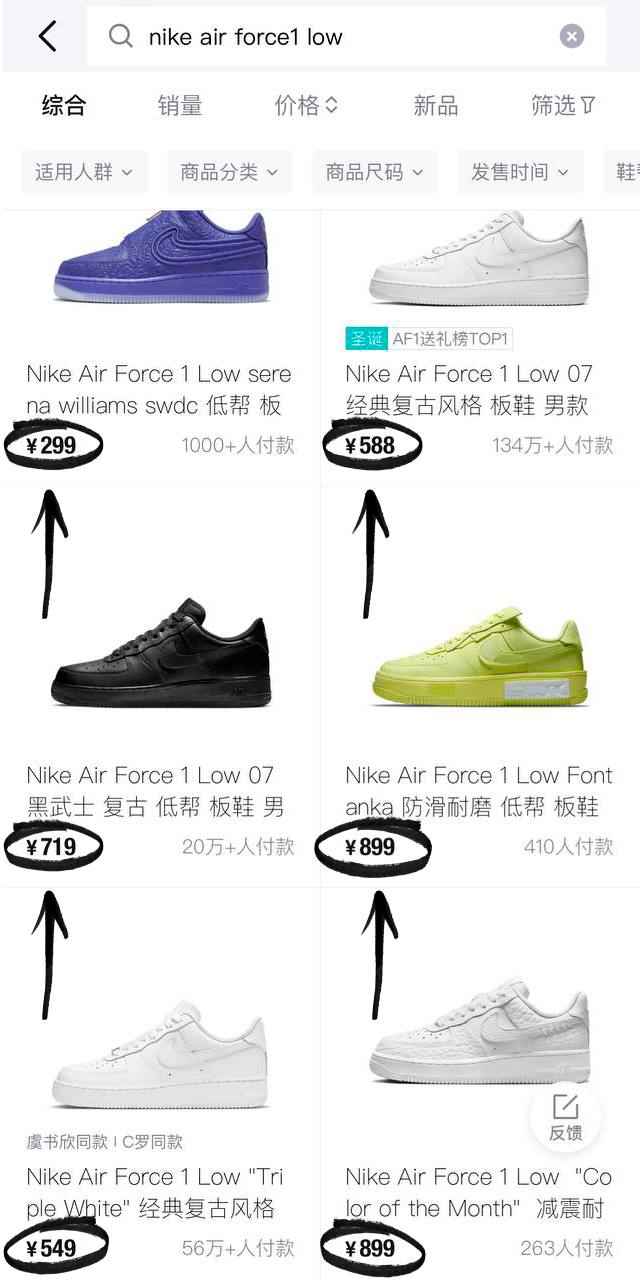 nike air force1 low
综合 销量 价格 新品 筛选
适用人群 商品分类 商品尺码 发售时间 鞋
圣诞 AF1送礼榜TOP1
Nike Air Force 1 Low sere
na williams swdc 低帮 板
¥299 1000+人付款
Nike Air Force 1 Low 07
经典复古风格 板鞋 男款
¥588 134万+人付款
Nike Air Force 1 Low 07
黑武士 复古 低帮 板鞋 男
¥719 20万+人付款
Nike Air Force 1 Low Font
anka 防滑耐磨 低帮 板鞋
¥899 410人付款
虞书欣同款 | C罗同款
Nike Air Force 1 Low "Tri
ple White" 经典复古风格
¥549 56万+人付款
反馈
Nike Air Force 1 Low "Co
lor of the Month" 减震耐
¥899 263人付款